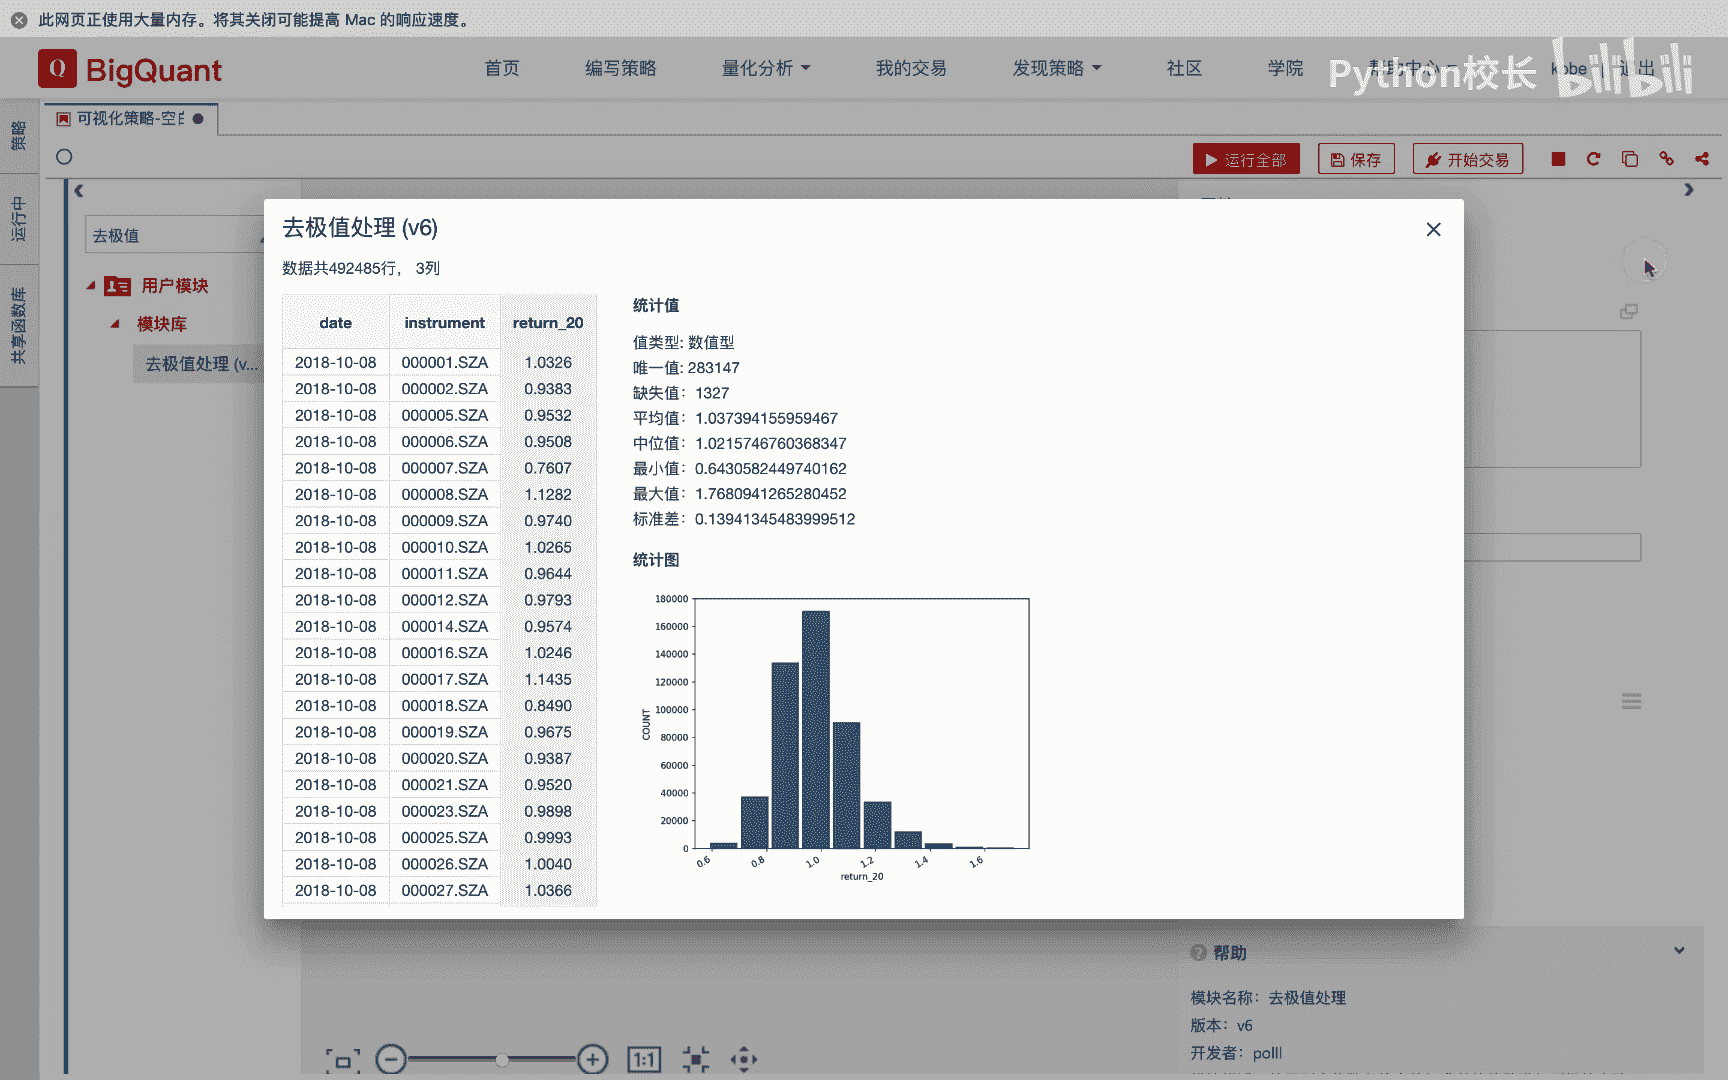 此网页正使用大量内存。将其关闭可能提高 Mac 的响应速度。
Q BigQuant
首页 编写策略 量化分析 我的交易 发现策略 社区 学院 帮助中心 kobe 退出
Python校长 bilibili
可视化策略-空白
策略
运行中
共享函数库
运行全部 保存 开始交易
去极值
用户模块
模块库
去极值处理 (v...
去极值处理 (v6)
数据共492485行， 3列
date instrument return_20
2018-10-08 000001.SZA 1.0326
2018-10-08 000002.SZA 0.9383
2018-10-08 000005.SZA 0.9532
2018-10-08 000006.SZA 0.9508
2018-10-08 000007.SZA 0.7607
2018-10-08 000008.SZA 1.1282
2018-10-08 000009.SZA 0.9740
2018-10-08 000010.SZA 1.0265
2018-10-08 000011.SZA 0.9644
2018-10-08 000012.SZA 0.9793
2018-10-08 000014.SZA 0.9574
2018-10-08 000016.SZA 1.0246
2018-10-08 000017.SZA 1.1435
2018-10-08 000018.SZA 0.8490
2018-10-08 000019.SZA 0.9675
2018-10-08 000020.SZA 0.9387
2018-10-08 000021.SZA 0.9520
2018-10-08 000023.SZA 0.9898
2018-10-08 000025.SZA 0.9993
2018-10-08 000026.SZA 1.0040
2018-10-08 000027.SZA 1.0366
统计值
值类型: 数值型
唯一值: 283147
缺失值：1327
平均值：1.037394155959467
中位值：1.0215746760368347
最小值：0.6430582449740162
最大值：1.7680941265280452
标准差：0.13941345483999512
统计图
180000
160000
140000
120000
100000
80000
60000
40000
20000
0
COUNT
0.6 0.8 1.0 1.2 1.4 1.6
return_20
帮助
模块名称：去极值处理
版本：v6
开发者：polll
1:1